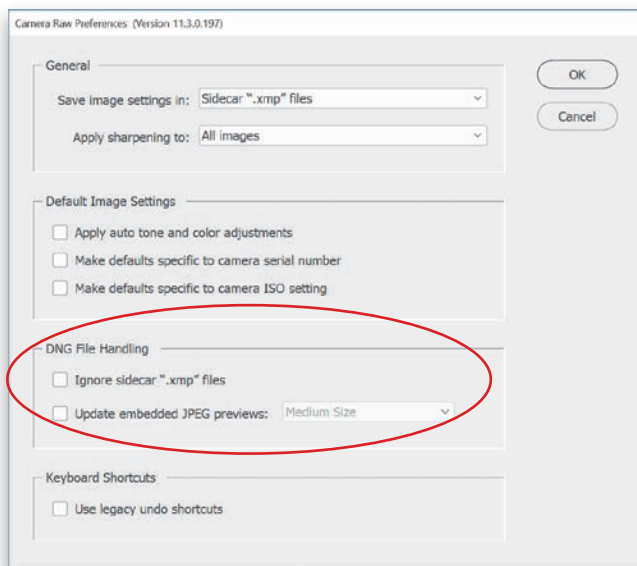 Camera Raw Preferences (Version 11.3.0.197)
General
Save image settings in: Sidecar ".xmp" files
Apply sharpening to: All images
OK
Cancel
Default Image Settings
Apply auto tone and color adjustments
Make defaults specific to camera serial number
Make defaults specific to camera ISO setting
DNG File Handling
Ignore sidecar ".xmp" files
Update embedded JPEG previews: Medium Size
Keyboard Shortcuts
Use legacy undo shortcuts